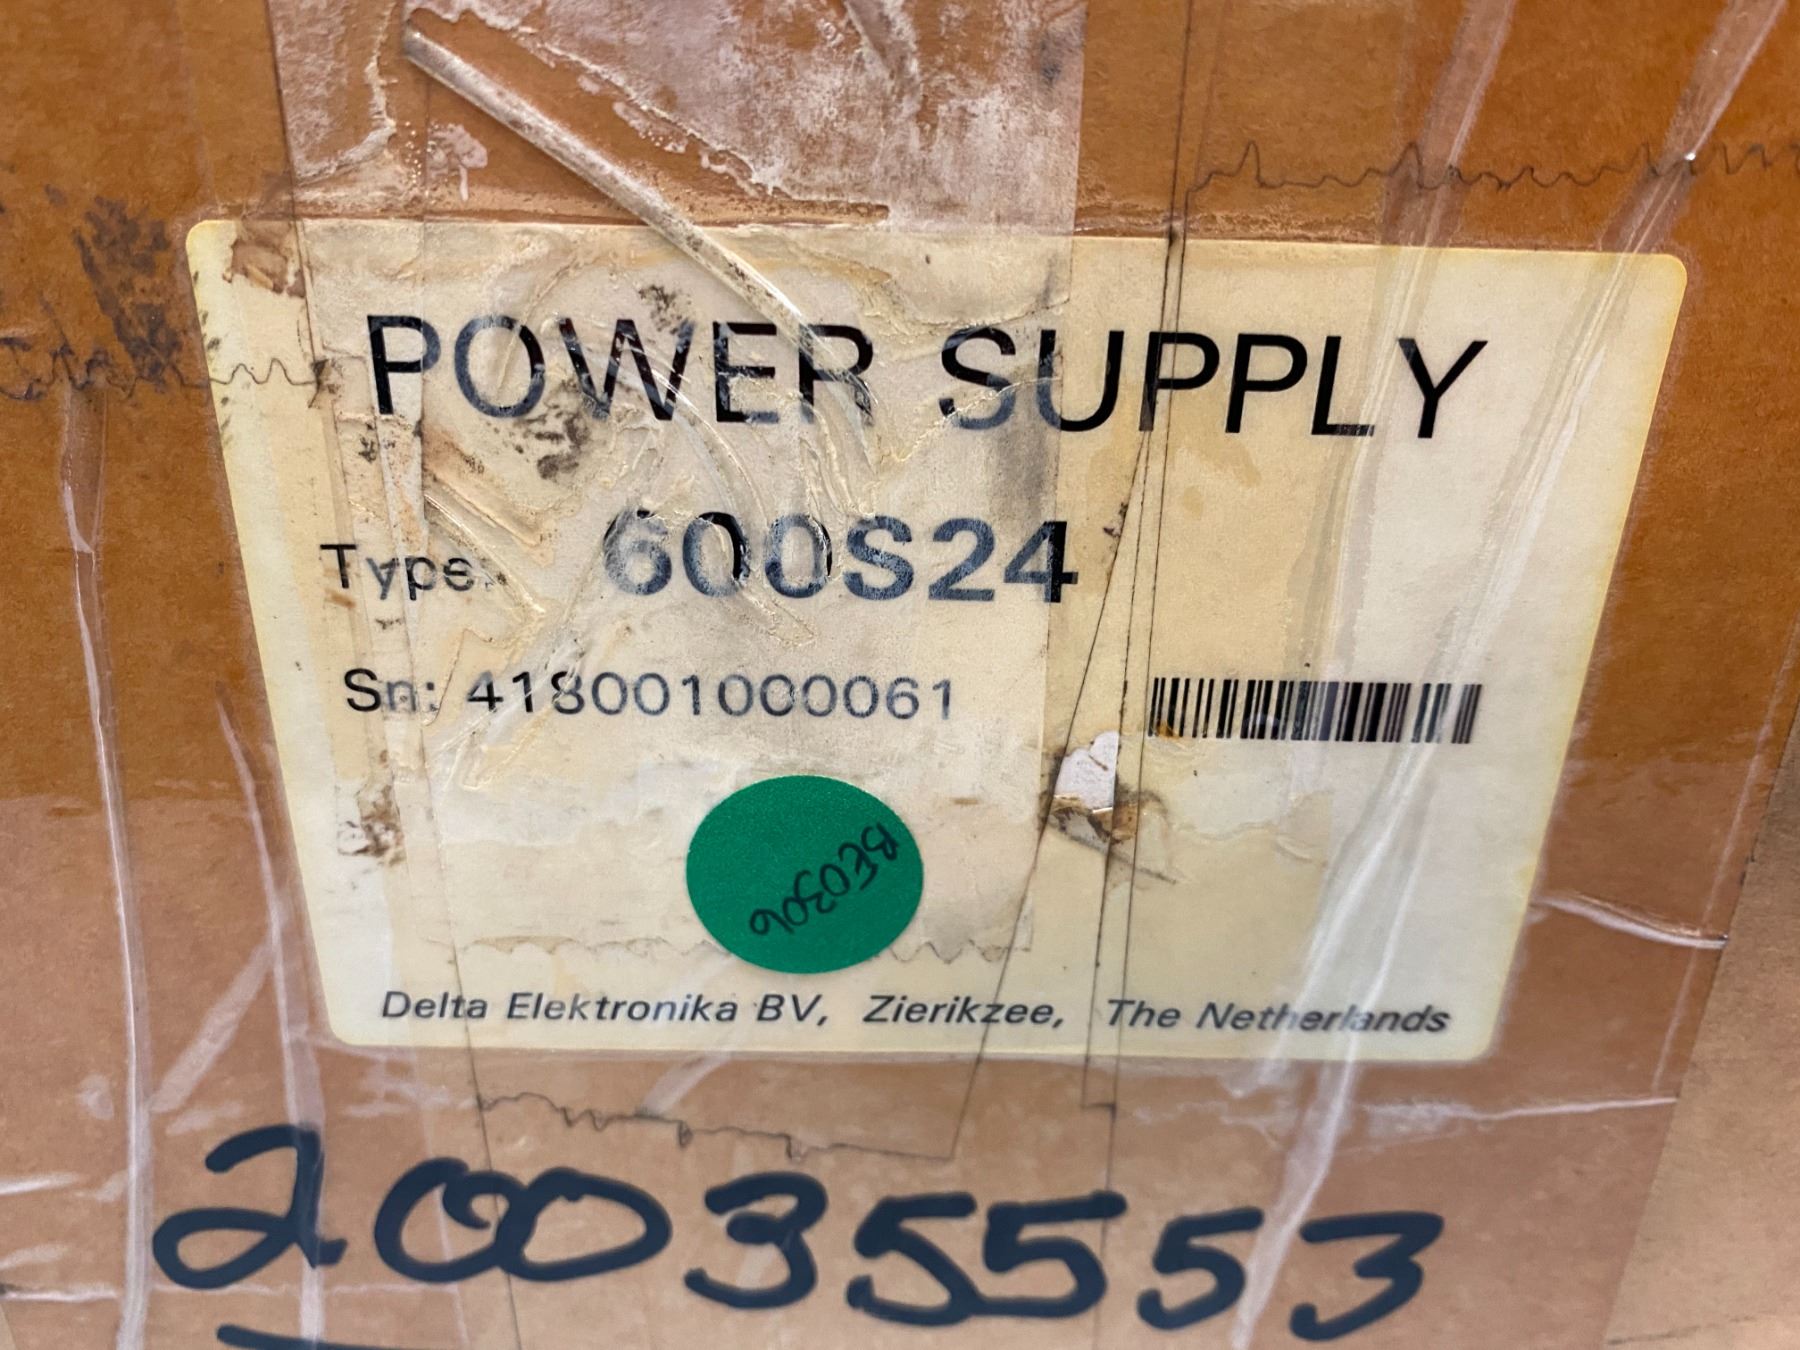 POWER SUPPLY
Type: 600S24
Sn: 418001000061
BE0306
Delta Elektronika BV, Zierikzee, The Netherlands
20035553